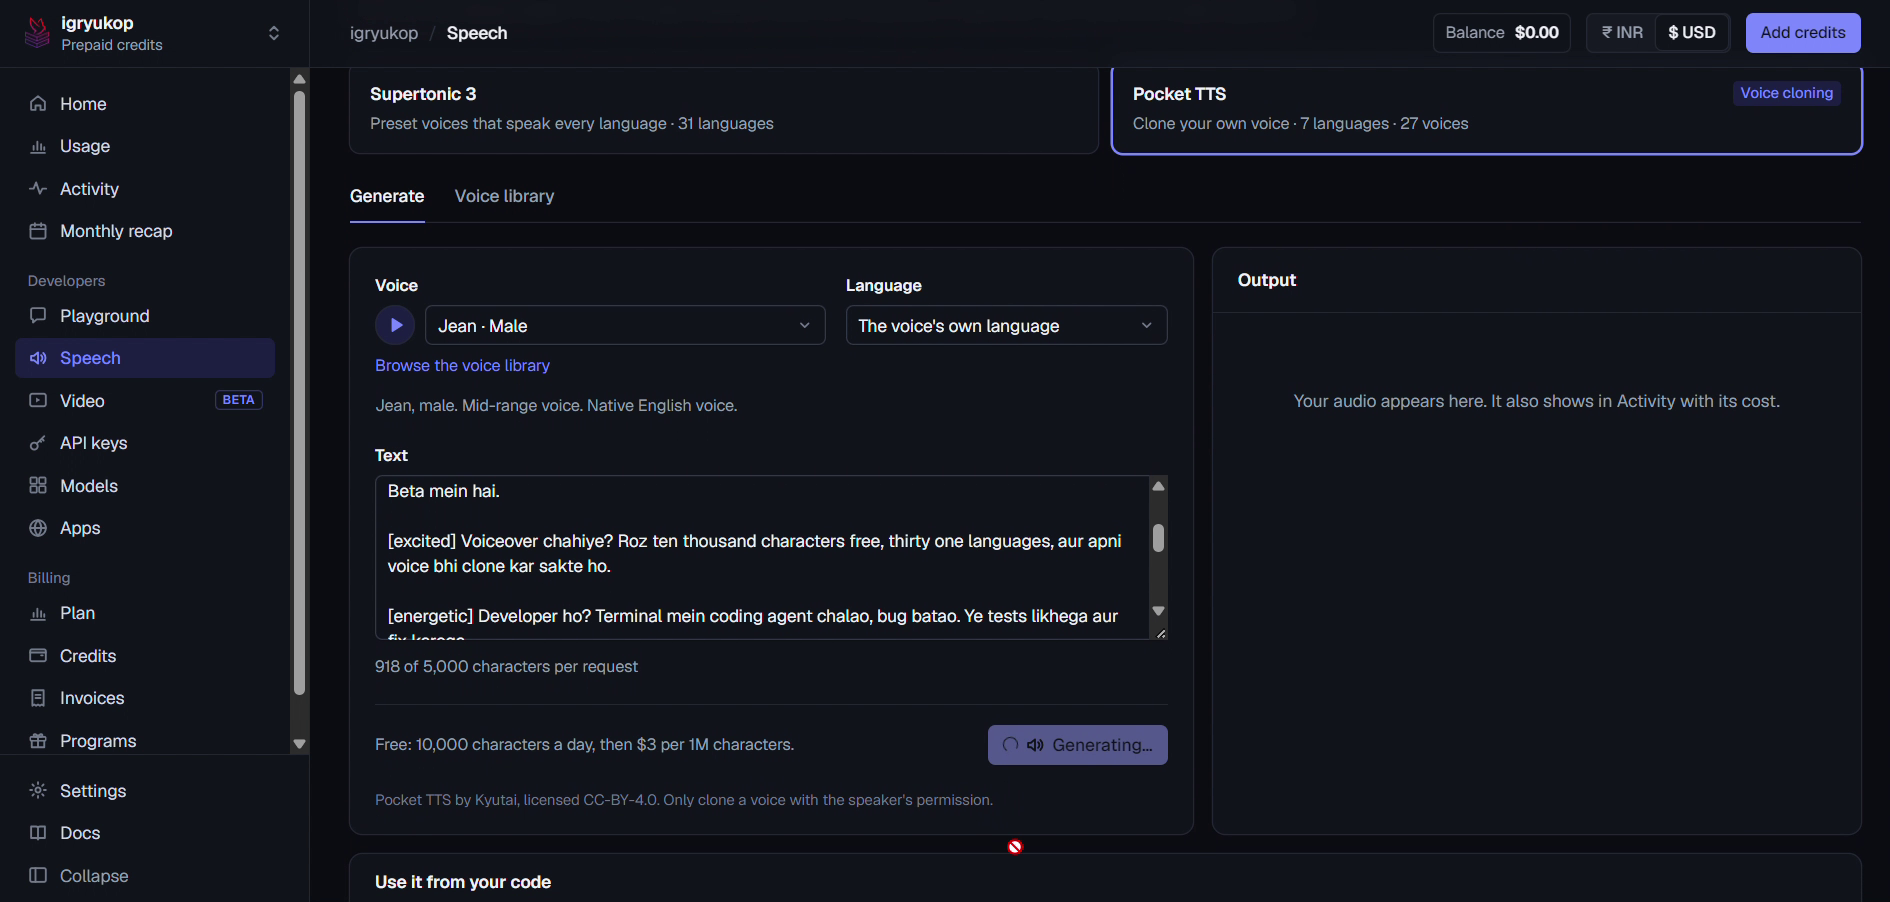 igryukop
Prepaid credits
Home
Usage
Activity
Monthly recap
Developers
Playground
Speech
Video BETA
API keys
Models
Apps
Billing
Plan
Credits
Invoices
Programs
Settings
Docs
Collapse
igryukop / Speech
Balance $0.00
₹ INR $ USD
Add credits
Supertonic 3
Preset voices that speak every language · 31 languages
Pocket TTS Voice cloning
Clone your own voice · 7 languages · 27 voices
Generate Voice library
Voice
Jean · Male
Language
The voice's own language
Browse the voice library
Jean, male. Mid-range voice. Native English voice.
Text
Beta mein hai.
[excited] Voiceover chahiye? Roz ten thousand characters free, thirty one languages, aur apni
voice bhi clone kar sakte ho.
[energetic] Developer ho? Terminal mein coding agent chalao, bug batao. Ye tests likhega aur
918 of 5,000 characters per request
Free: 10,000 characters a day, then $3 per 1M characters.
Generating...
Pocket TTS by Kyutai, licensed CC-BY-4.0. Only clone a voice with the speaker's permission.
Output
Your audio appears here. It also shows in Activity with its cost.
Use it from your code